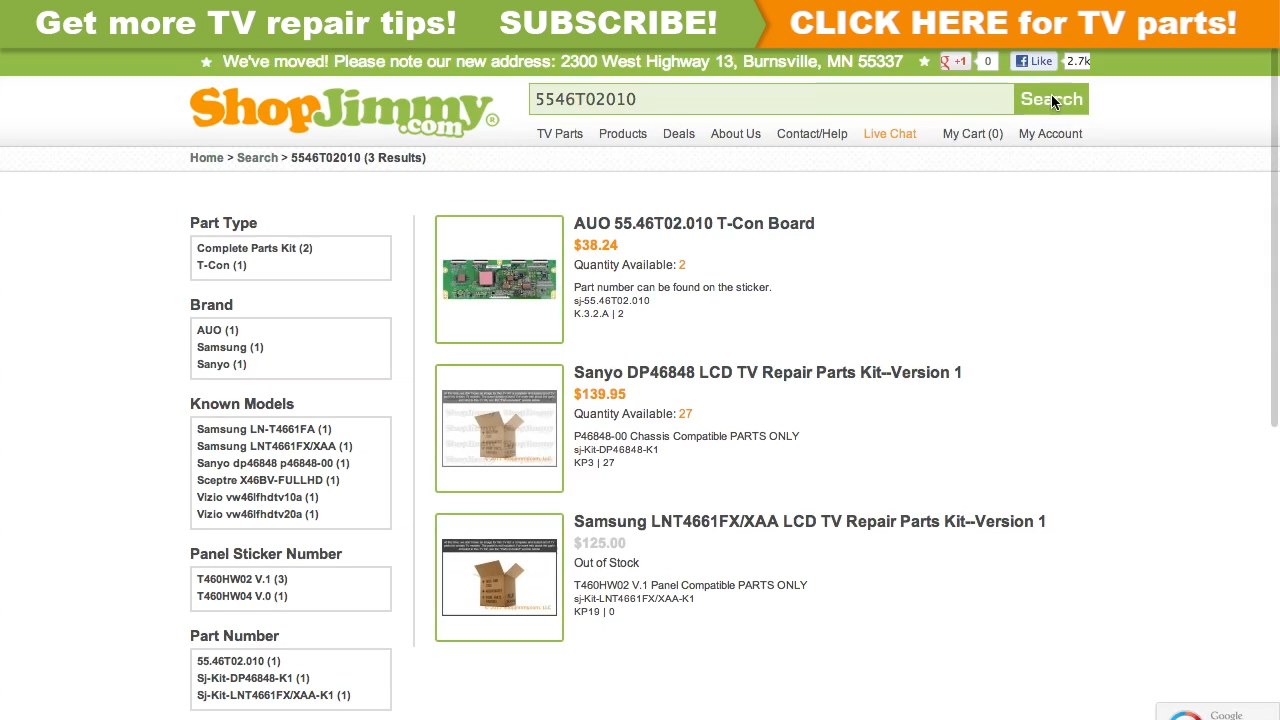 Get more TV repair tips! SUBSCRIBE! CLICK HERE for TV parts!
We've moved! Please note our new address: 2300 West Highway 13, Burnsville, MN 55337
+1 0 Like 2.7k
ShopJimmy.com®
5546T02010 Search
TV Parts Products Deals About Us Contact/Help Live Chat My Cart (0) My Account
Home > Search > 5546T02010 (3 Results)
Part Type
Complete Parts Kit (2)
T-Con (1)
Brand
AUO (1)
Samsung (1)
Sanyo (1)
Known Models
Samsung LN-T4661FA (1)
Samsung LNT4661FX/XAA (1)
Sanyo dp46848 p46848-00 (1)
Sceptre X46BV-FULLHD (1)
Vizio vw46lfhdtv10a (1)
Vizio vw46lfhdtv20a (1)
Panel Sticker Number
T460HW02 V.1 (3)
T460HW04 V.0 (1)
Part Number
55.46T02.010 (1)
Sj-Kit-DP46848-K1 (1)
Sj-Kit-LNT4661FX/XAA-K1 (1)
AUO 55.46T02.010 T-Con Board
$38.24
Quantity Available: 2
Part number can be found on the sticker.
sj-55.46T02.010
K.3.2.A | 2
Sanyo DP46848 LCD TV Repair Parts Kit--Version 1
$139.95
Quantity Available: 27
P46848-00 Chassis Compatible PARTS ONLY
sj-Kit-DP46848-K1
KP3 | 27
Samsung LNT4661FX/XAA LCD TV Repair Parts Kit--Version 1
$125.00
Out of Stock
T460HW02 V.1 Panel Compatible PARTS ONLY
sj-Kit-LNT4661FX/XAA-K1
KP19 | 0
Google